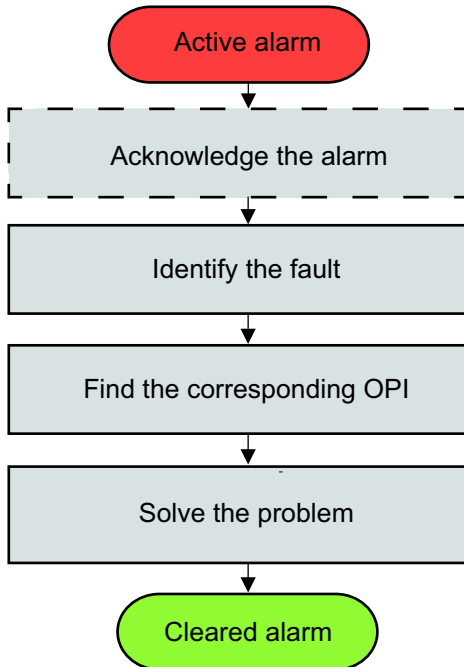 Active alarm
Acknowledge the alarm
Identify the fault
Find the corresponding OPI
Solve the problem
Cleared alarm